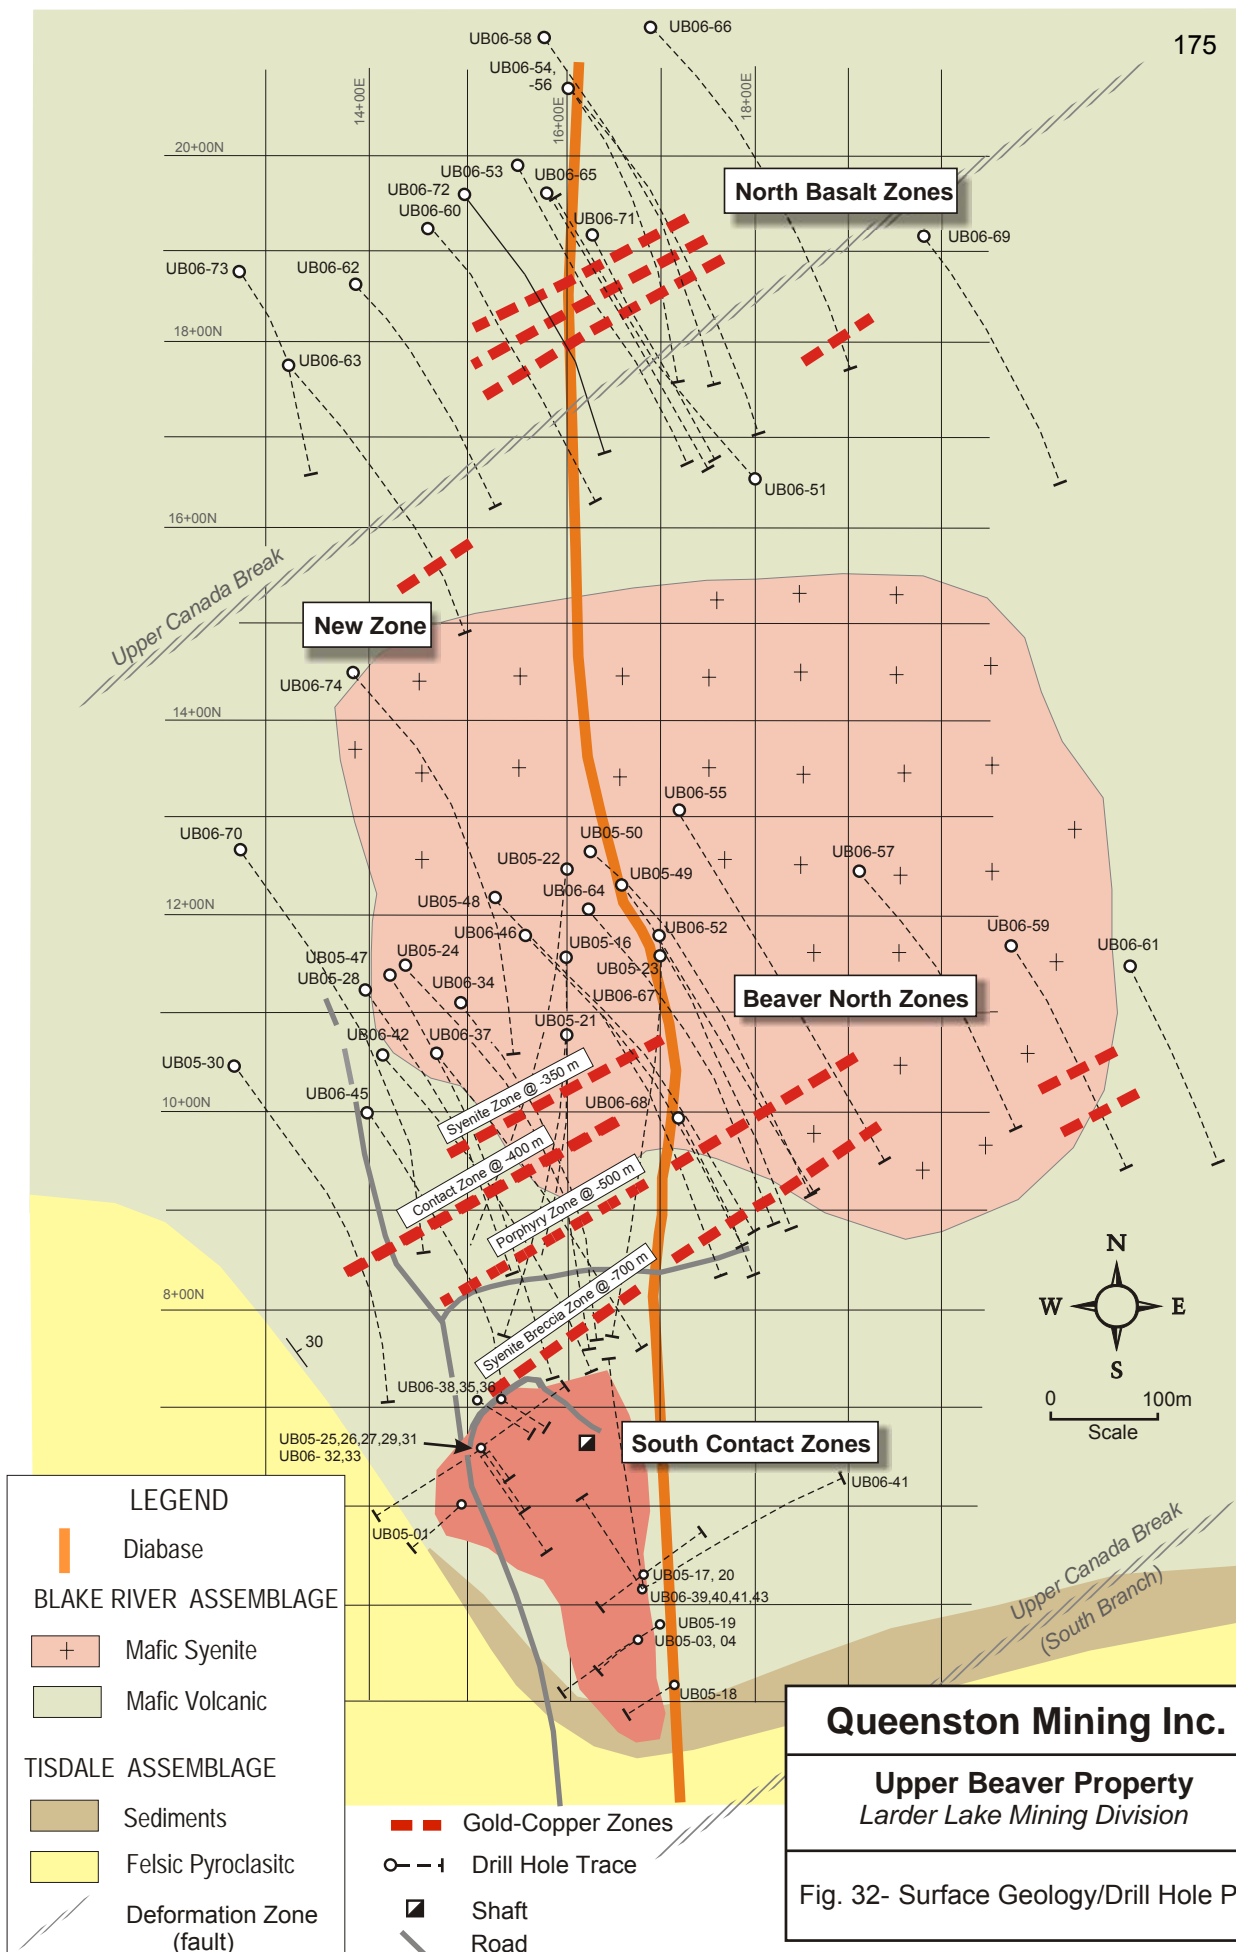 175
UB06-66
UB06-58
UB06-54,
-56
14+00E
16+00E
18+00E
20+00N
UB06-53
UB06-65
UB06-72
UB06-60
UB06-71
North Basalt Zones
UB06-69
UB06-73
UB06-62
18+00N
UB06-63
UB06-51
16+00N
Upper Canada Break
New Zone
UB06-74
14+00N
UB06-55
UB06-70
UB05-50
UB05-22
UB05-49
UB06-57
UB06-64
UB05-48
12+00N
UB06-46
UB06-52
UB06-59
UB05-47
UB05-24
UB05-16
UB06-61
UB05-28
UB05-23
UB06-34
UB06-67
Beaver North Zones
UB06-42
UB06-37
UB05-21
UB05-30
Syenite Zone @ -350 m
UB06-45
10+00N
UB06-68
Contact Zone @ -400 m
Porphyry Zone @ -500 m
Syenite Breccia Zone @ -700 m
N
W
E
S
8+00N
30
UB06-38,35,36
0
100m
Scale
UB05-25,26,27,29,31
UB06- 32,33
South Contact Zones
UB06-41
UB05-01
UB05-17, 20
UB06-39,40,41,43
UB05-19
UB05-03, 04
UB05-18
Upper Canada Break
(South Branch)
LEGEND
Diabase
BLAKE RIVER ASSEMBLAGE
+
Mafic Syenite
Mafic Volcanic
TISDALE ASSEMBLAGE
Sediments
Felsic Pyroclasitc
Deformation Zone
(fault)
Gold-Copper Zones
Drill Hole Trace
Shaft
Road
Queenston Mining Inc.
Upper Beaver Property
Larder Lake Mining Division
Fig. 32- Surface Geology/Drill Hole P